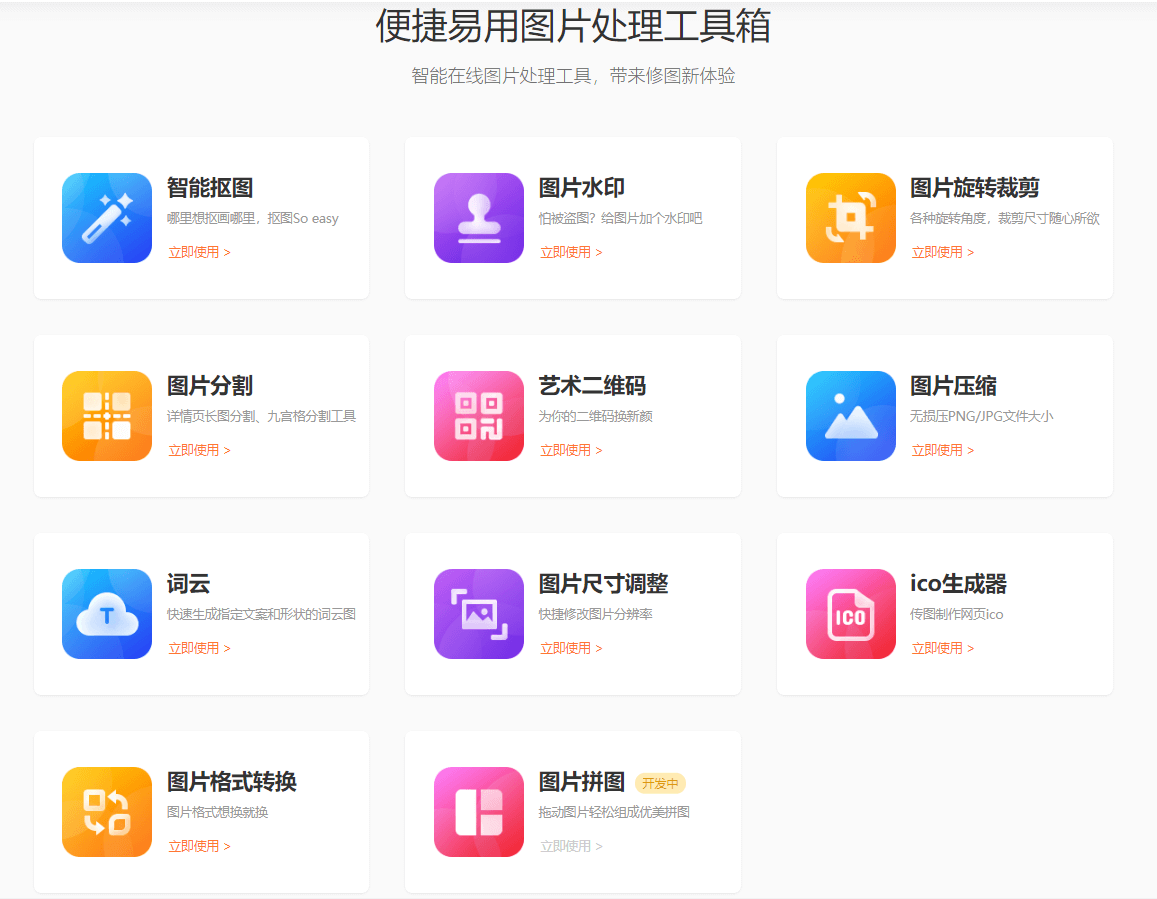 便捷易用图片处理工具箱
智能在线图片处理工具，带来修图新体验
智能抠图
哪里想抠画哪里，抠图So easy
立即使用 >
图片水印
怕被盗图？给图片加个水印吧
立即使用 >
图片旋转裁剪
各种旋转角度，裁剪尺寸随心所欲
立即使用 >
图片分割
详情页长图分割、九宫格分割工具
立即使用 >
艺术二维码
为你的二维码换新颜
立即使用 >
图片压缩
无损压PNG/JPG文件大小
立即使用 >
T
词云
快速生成指定文案和形状的词云图
立即使用 >
图片尺寸调整
快捷修改图片分辨率
立即使用 >
ICO
ico生成器
传图制作网页ico
立即使用 >
图片格式转换
图片格式想换就换
立即使用 >
图片拼图 开发中
拖动图片轻松组成优美拼图
立即使用 >